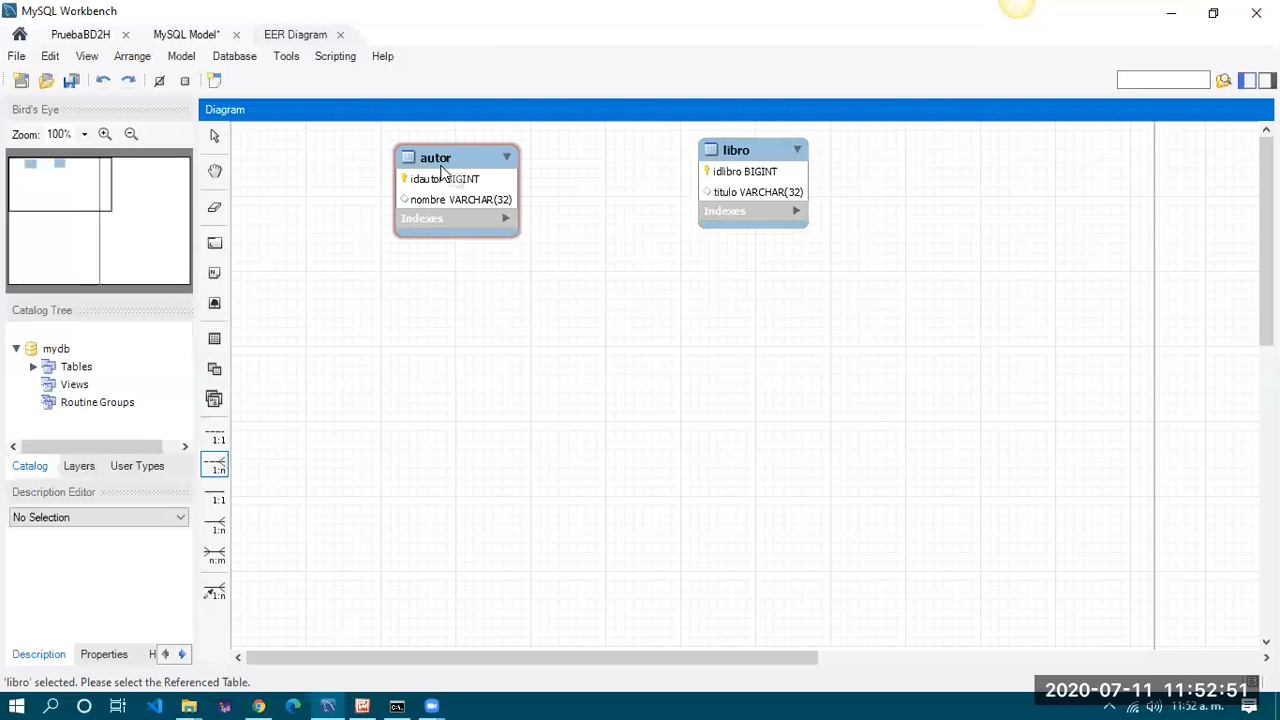 MySQL Workbench
PruebaBD2H
MySQL Model*
EER Diagram
File Edit View Arrange Model Database Tools Scripting Help
Bird's Eye
Zoom: 100%
Catalog Tree
mydb
Tables
Views
Routine Groups
Catalog Layers User Types
Description Editor
No Selection
Description Properties H
Diagram
1:1
1:n
1:1
1:n
n:m
1:n
autor
idautor BIGINT
nombre VARCHAR(32)
Indexes
libro
idlibro BIGINT
titulo VARCHAR(32)
Indexes
'libro' selected. Please select the Referenced Table.
2020-07-11 11:52:51
11:52 a. m.